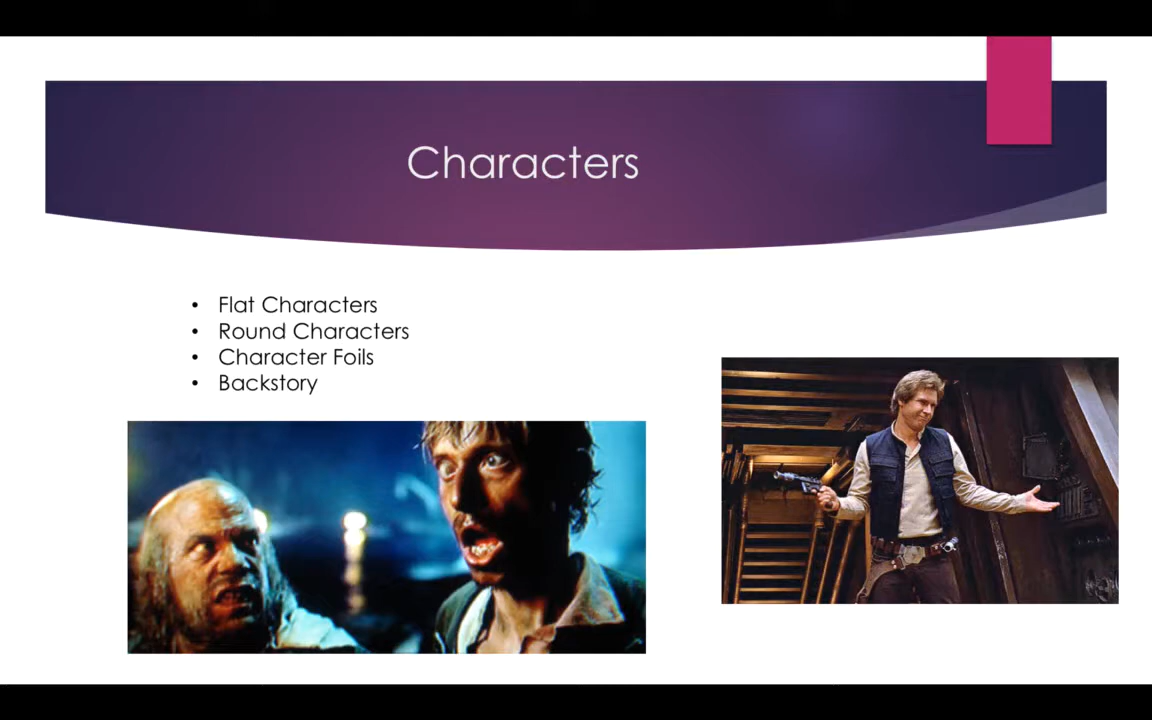 Characters
• Flat Characters
• Round Characters
• Character Foils
• Backstory